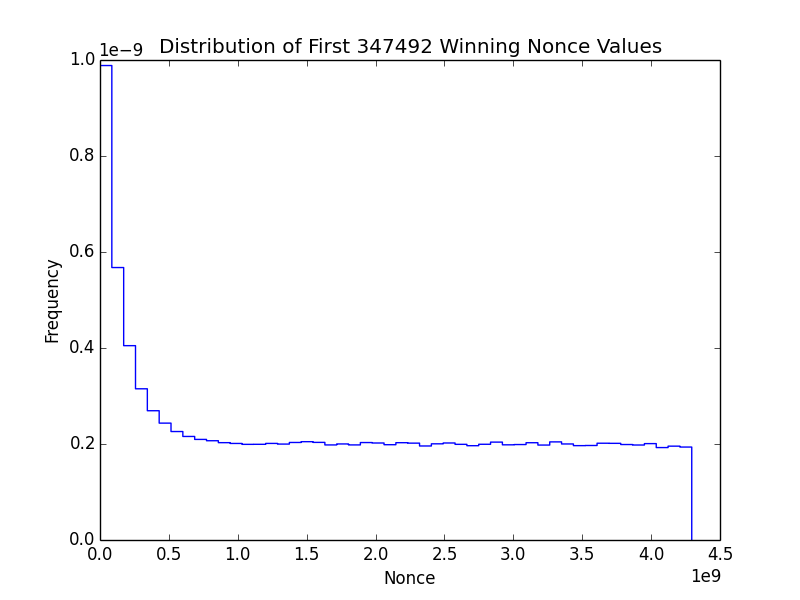 1e−9
Distribution of First 347492 Winning Nonce Values
1.0
0.8
0.6
0.4
0.2
0.0
Frequency
0.0 0.5 1.0 1.5 2.0 2.5 3.0 3.5 4.0 4.5
1e9
Nonce